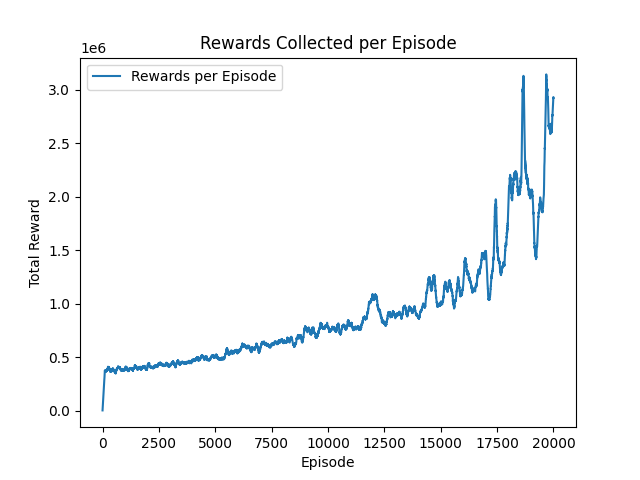 Rewards Collected per Episode
1e6
Rewards per Episode
3.0
2.5
2.0
1.5
1.0
0.5
0.0
Total Reward
0 2500 5000 7500 10000 12500 15000 17500 20000
Episode